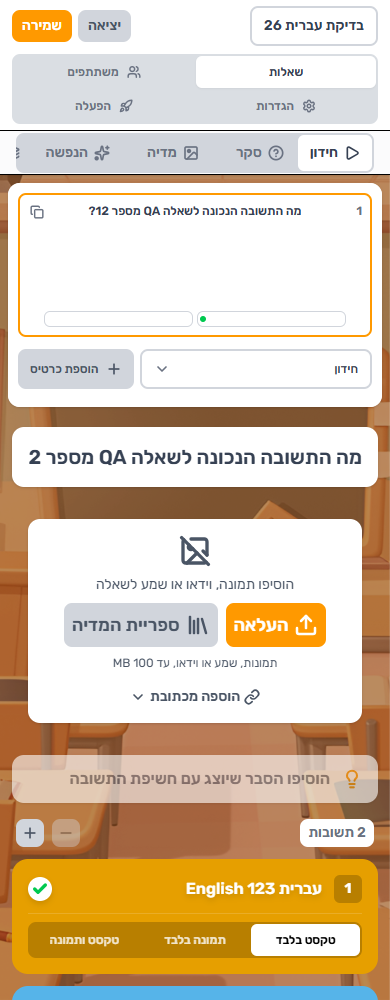 בדיקת עברית 26
יציאה
שמירה
שאלות
משתתפים
הגדרות
הפעלה
חידון
סקר
מדיה
הנפשה
1
מה התשובה הנכונה לשאלה QA מספר 12?
חידון
הוספת כרטיס
מה התשובה הנכונה לשאלה QA מספר 2
הוסיפו תמונה, וידאו או שמע לשאלה
העלאה
ספריית המדיה
תמונות, שמע או וידאו, עד 100 MB
הוספה מכתובת
הוסיפו הסבר שיוצג עם חשיפת התשובה
2 תשובות
1
עברית 123 English
טקסט בלבד
תמונה בלבד
טקסט ותמונה